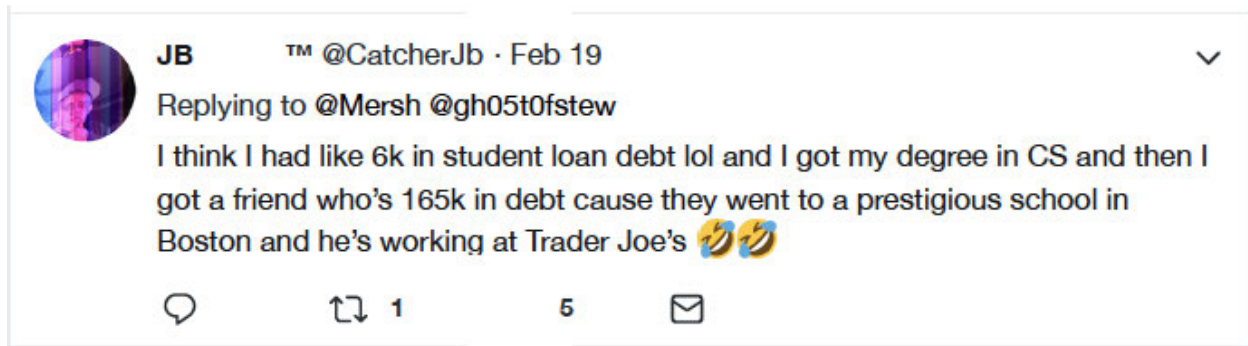 JB ™ @CatcherJb · Feb 19
Replying to @Mersh @gh05t0fstew
I think I had like 6k in student loan debt lol and I got my degree in CS and then I
got a friend who's 165k in debt cause they went to a prestigious school in
Boston and he's working at Trader Joe's 🤣🤣
1 5